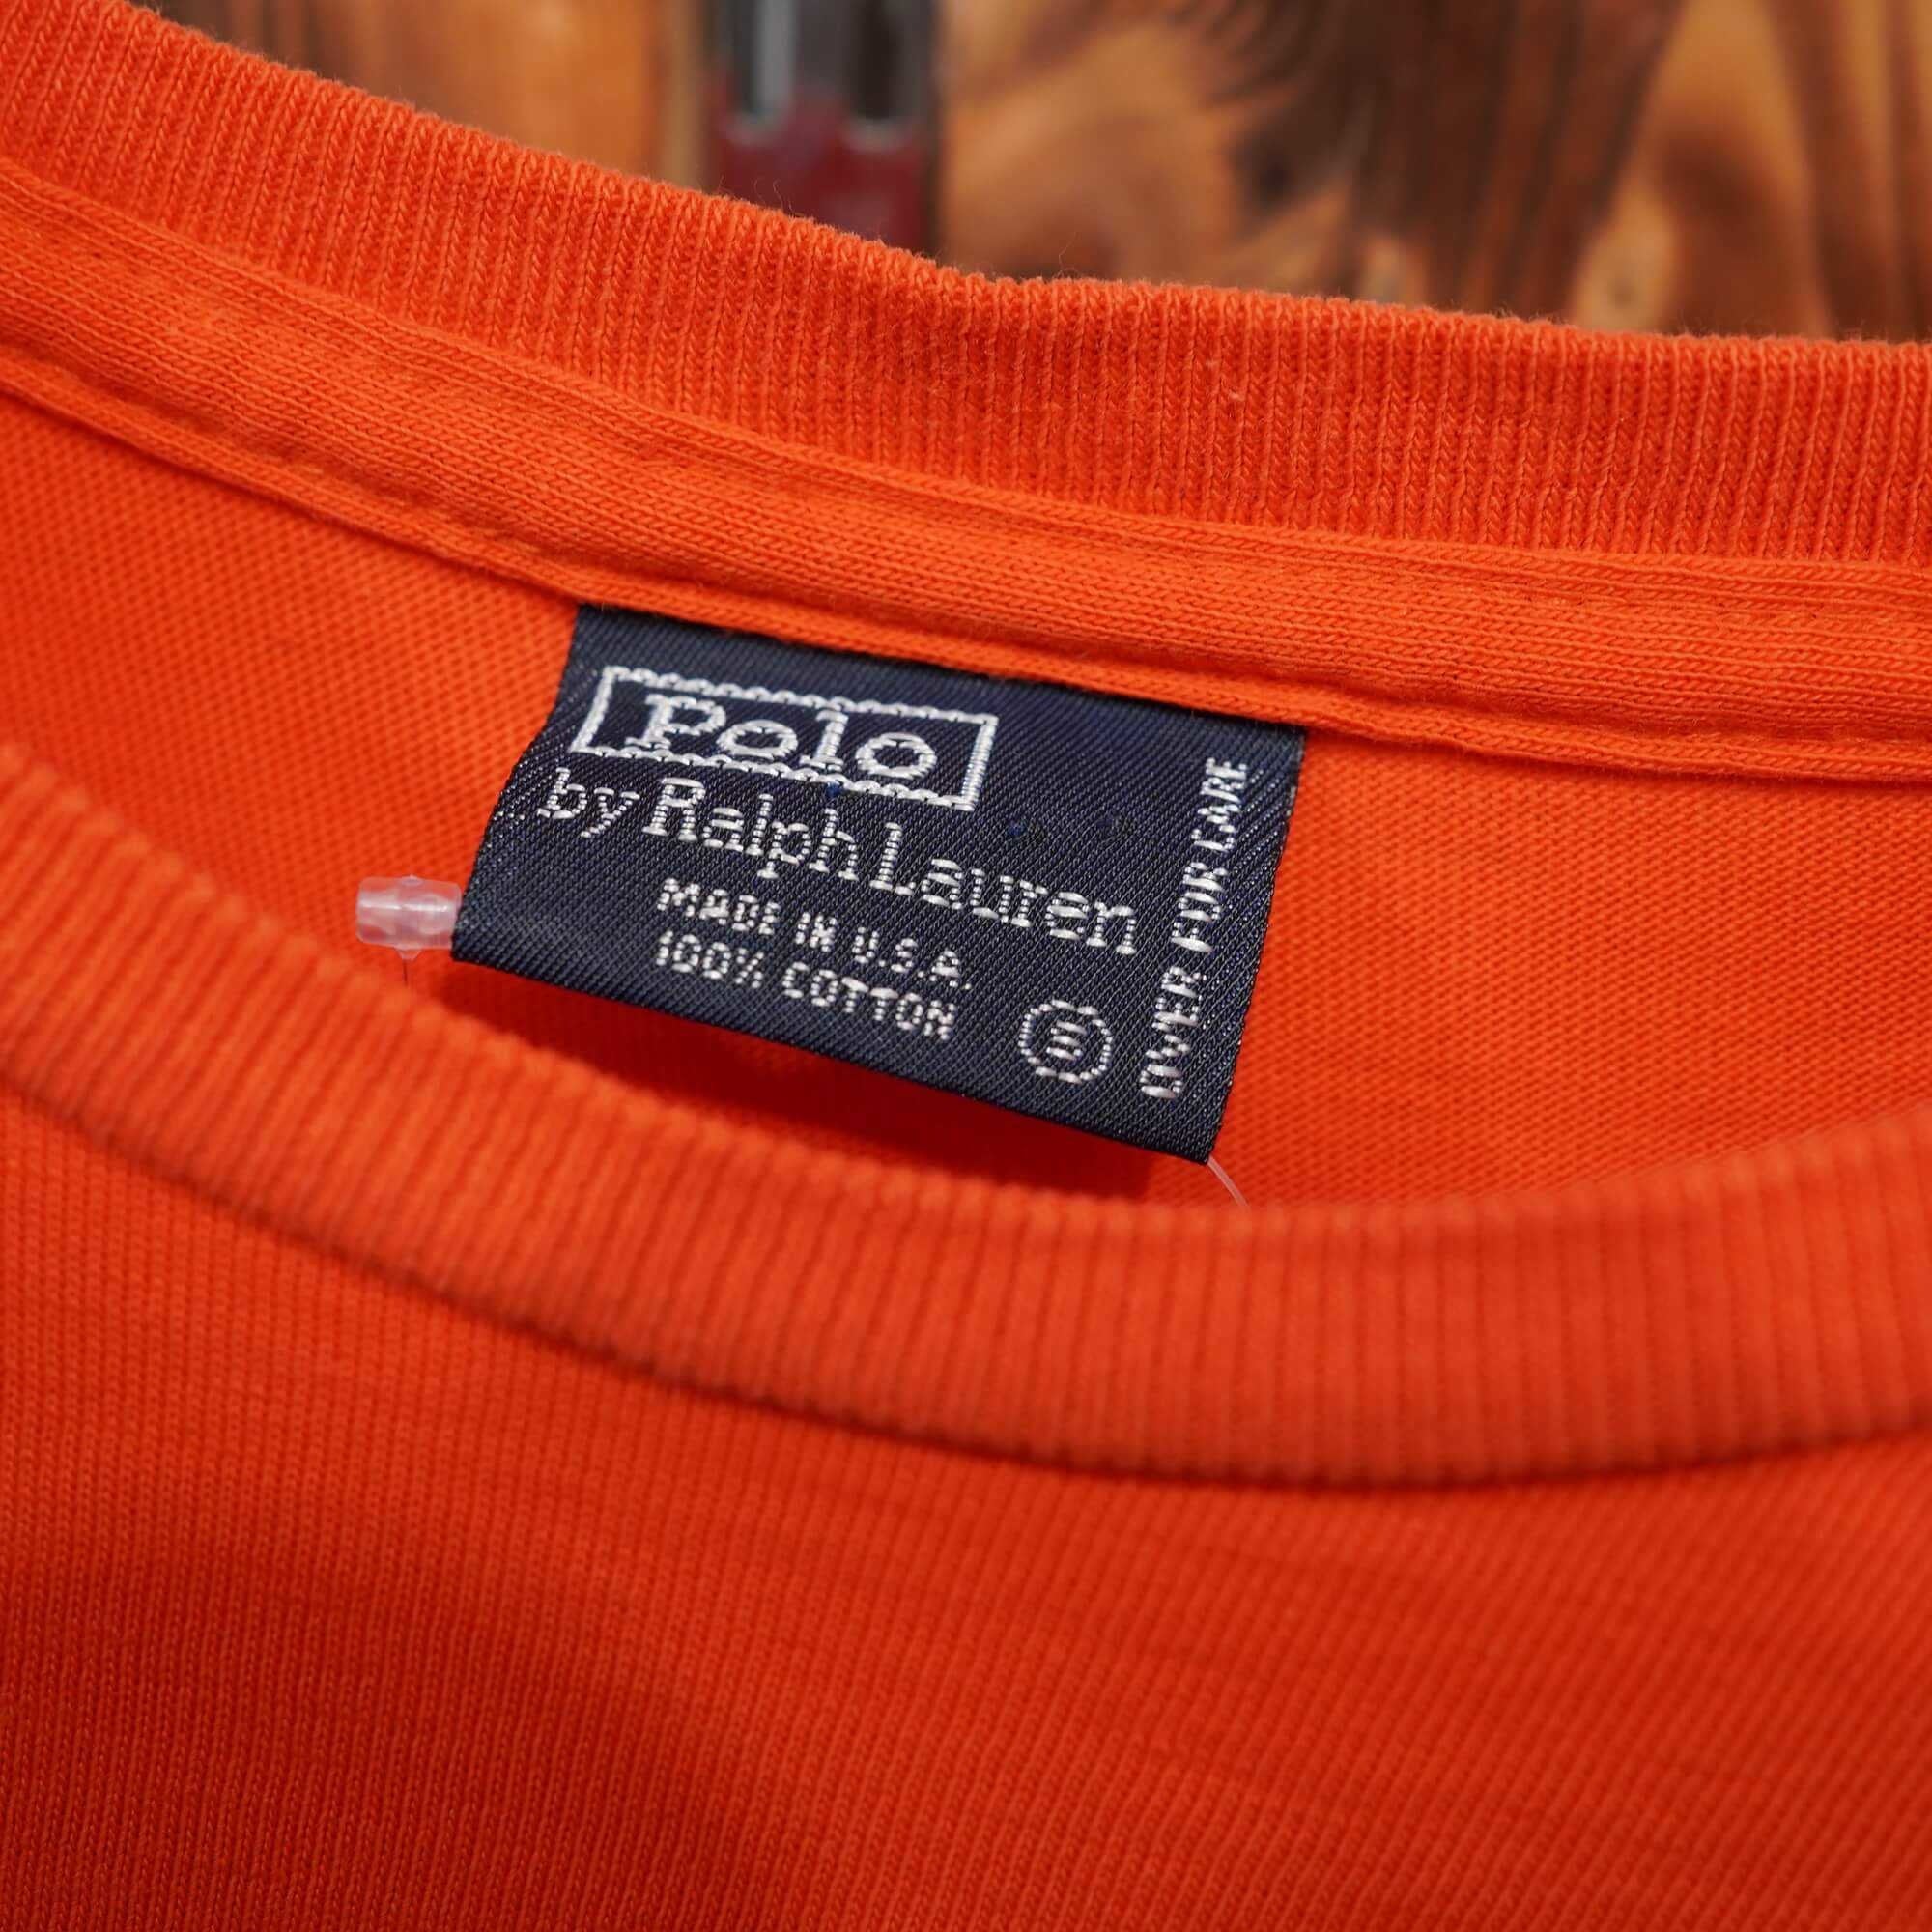 Polo
by Ralph Lauren
MADE IN U.S.A.
100% COTTON
OVER FOR CARE